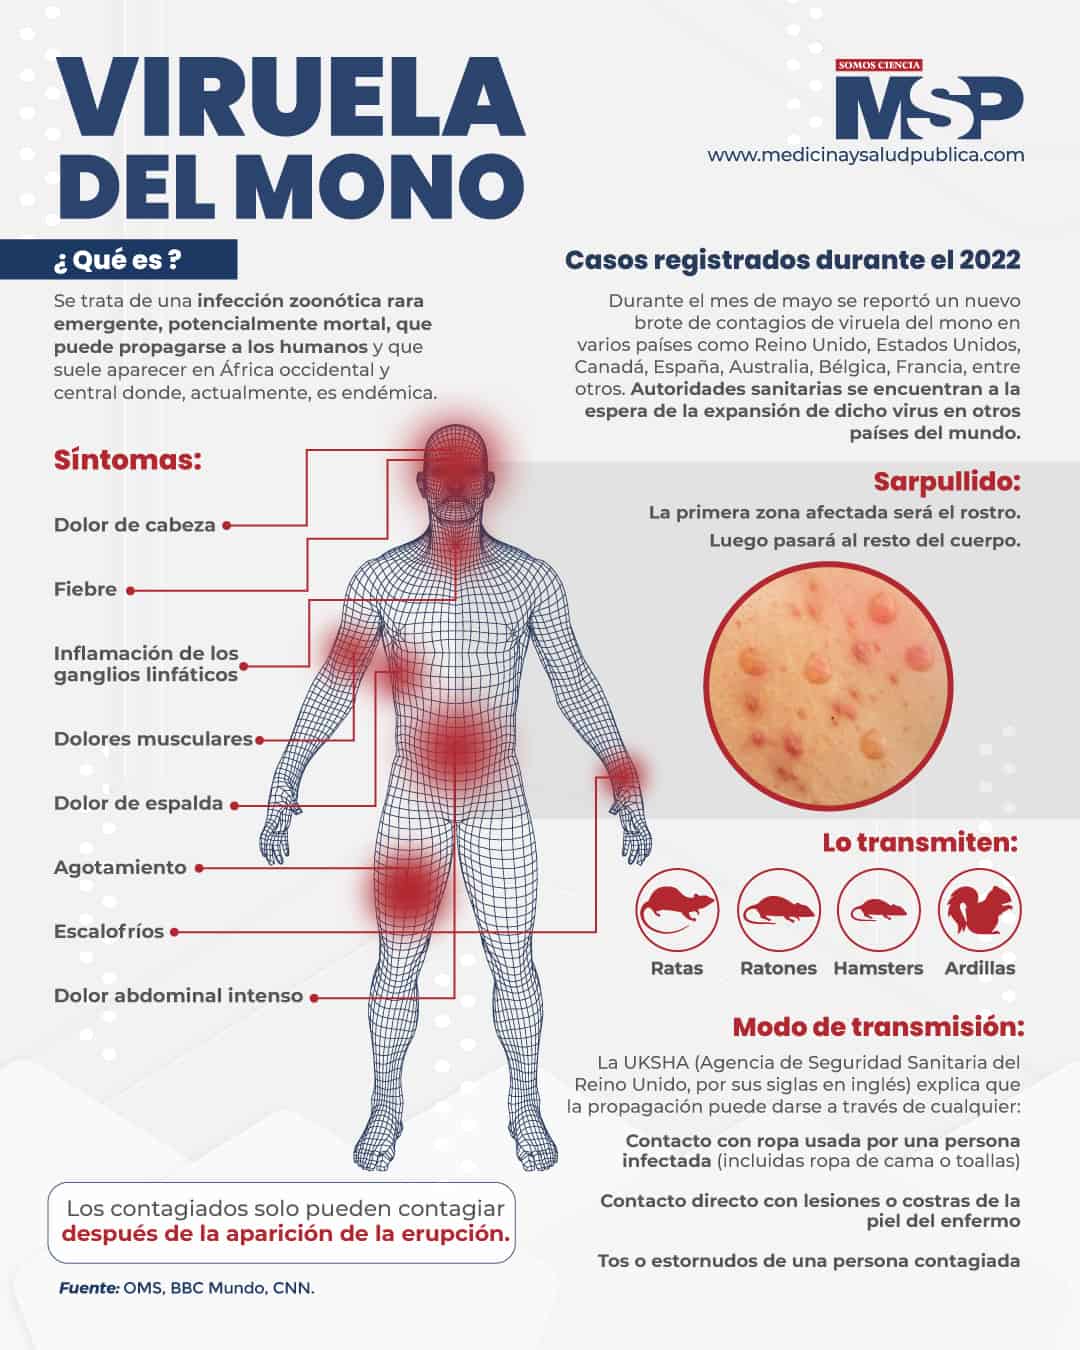 VIRUELA
DEL MONO
SOMOS CIENCIA
MSP
www.medicinaysaludpublica.com
¿ Qué es ?
Se trata de una infección zoonótica rara
emergente, potencialmente mortal, que
puede propagarse a los humanos y que
suele aparecer en África occidental y
central donde, actualmente, es endémica.
Casos registrados durante el 2022
Durante el mes de mayo se reportó un nuevo
brote de contagios de viruela del mono en
varios países como Reino Unido, Estados Unidos,
Canadá, España, Australia, Bélgica, Francia, entre
otros. Autoridades sanitarias se encuentran a la
espera de la expansión de dicho virus en otros
países del mundo.
Síntomas:
Dolor de cabeza
Fiebre
Inflamación de los
ganglios linfáticos
Dolores musculares
Dolor de espalda
Agotamiento
Escalofríos
Dolor abdominal intenso
Sarpullido:
La primera zona afectada será el rostro.
Luego pasará al resto del cuerpo.
Lo transmiten:
Ratas
Ratones
Hamsters
Ardillas
Modo de transmisión:
La UKSHA (Agencia de Seguridad Sanitaria del
Reino Unido, por sus siglas en inglés) explica que
la propagación puede darse a través de cualquier:
Contacto con ropa usada por una persona
infectada (incluidas ropa de cama o toallas)
Contacto directo con lesiones o costras de la
piel del enfermo
Tos o estornudos de una persona contagiada
Los contagiados solo pueden contagiar
después de la aparición de la erupción.
Fuente: OMS, BBC Mundo, CNN.